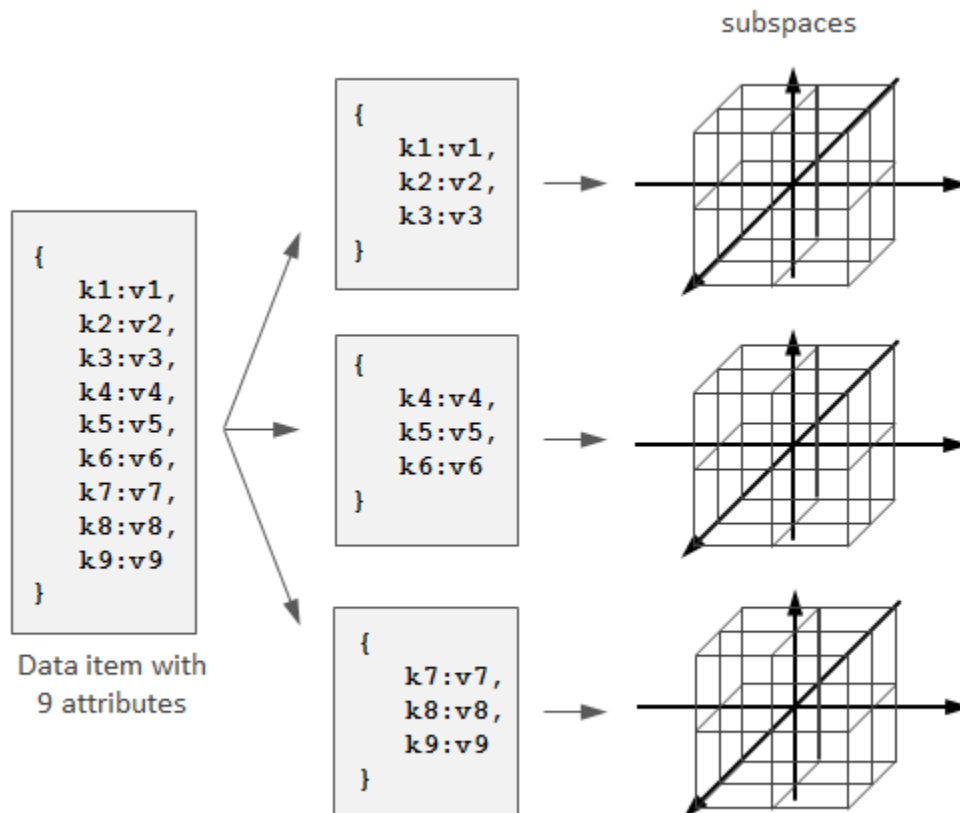 subspaces
{
k1:v1,
k2:v2,
k3:v3
}
{
k1:v1,
k2:v2,
k3:v3,
k4:v4,
k5:v5,
k6:v6,
k7:v7,
k8:v8,
k9:v9
}
Data item with
9 attributes
{
k4:v4,
k5:v5,
k6:v6
}
{
k7:v7,
k8:v8,
k9:v9
}